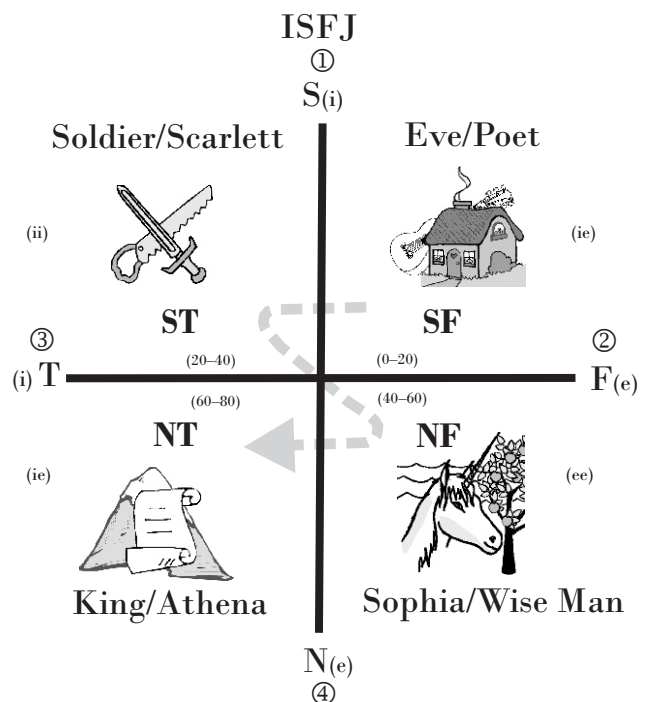 ISFJ
①
S(i)
Soldier/Scarlett
Eve/Poet
(ii)
(ie)
ST
SF
③
②
(20–40)
(0–20)
(i) T
F(e)
(60–80)
(40–60)
NT
NF
(ie)
(ee)
King/Athena
Sophia/Wise Man
N(e)
④